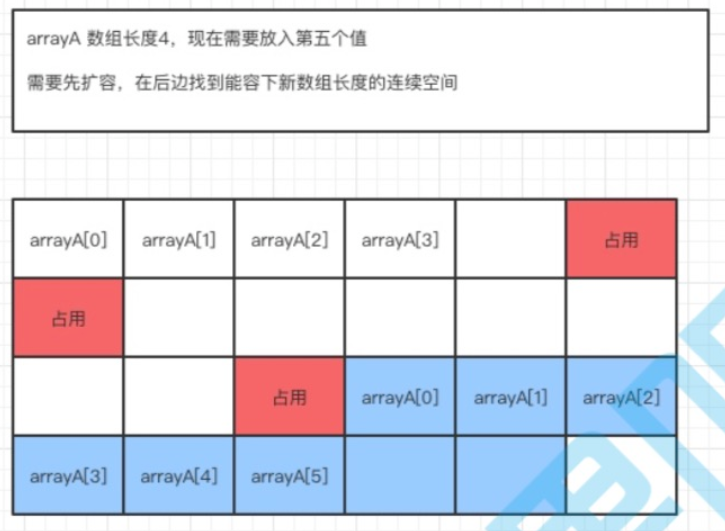 arrayA 数组长度4，现在需要放入第五个值
需要先扩容，在后边找到能容下新数组长度的连续空间
arrayA[0] arrayA[1] arrayA[2] arrayA[3] 占用
占用
占用 arrayA[0] arrayA[1] arrayA[2]
arrayA[3] arrayA[4] arrayA[5]